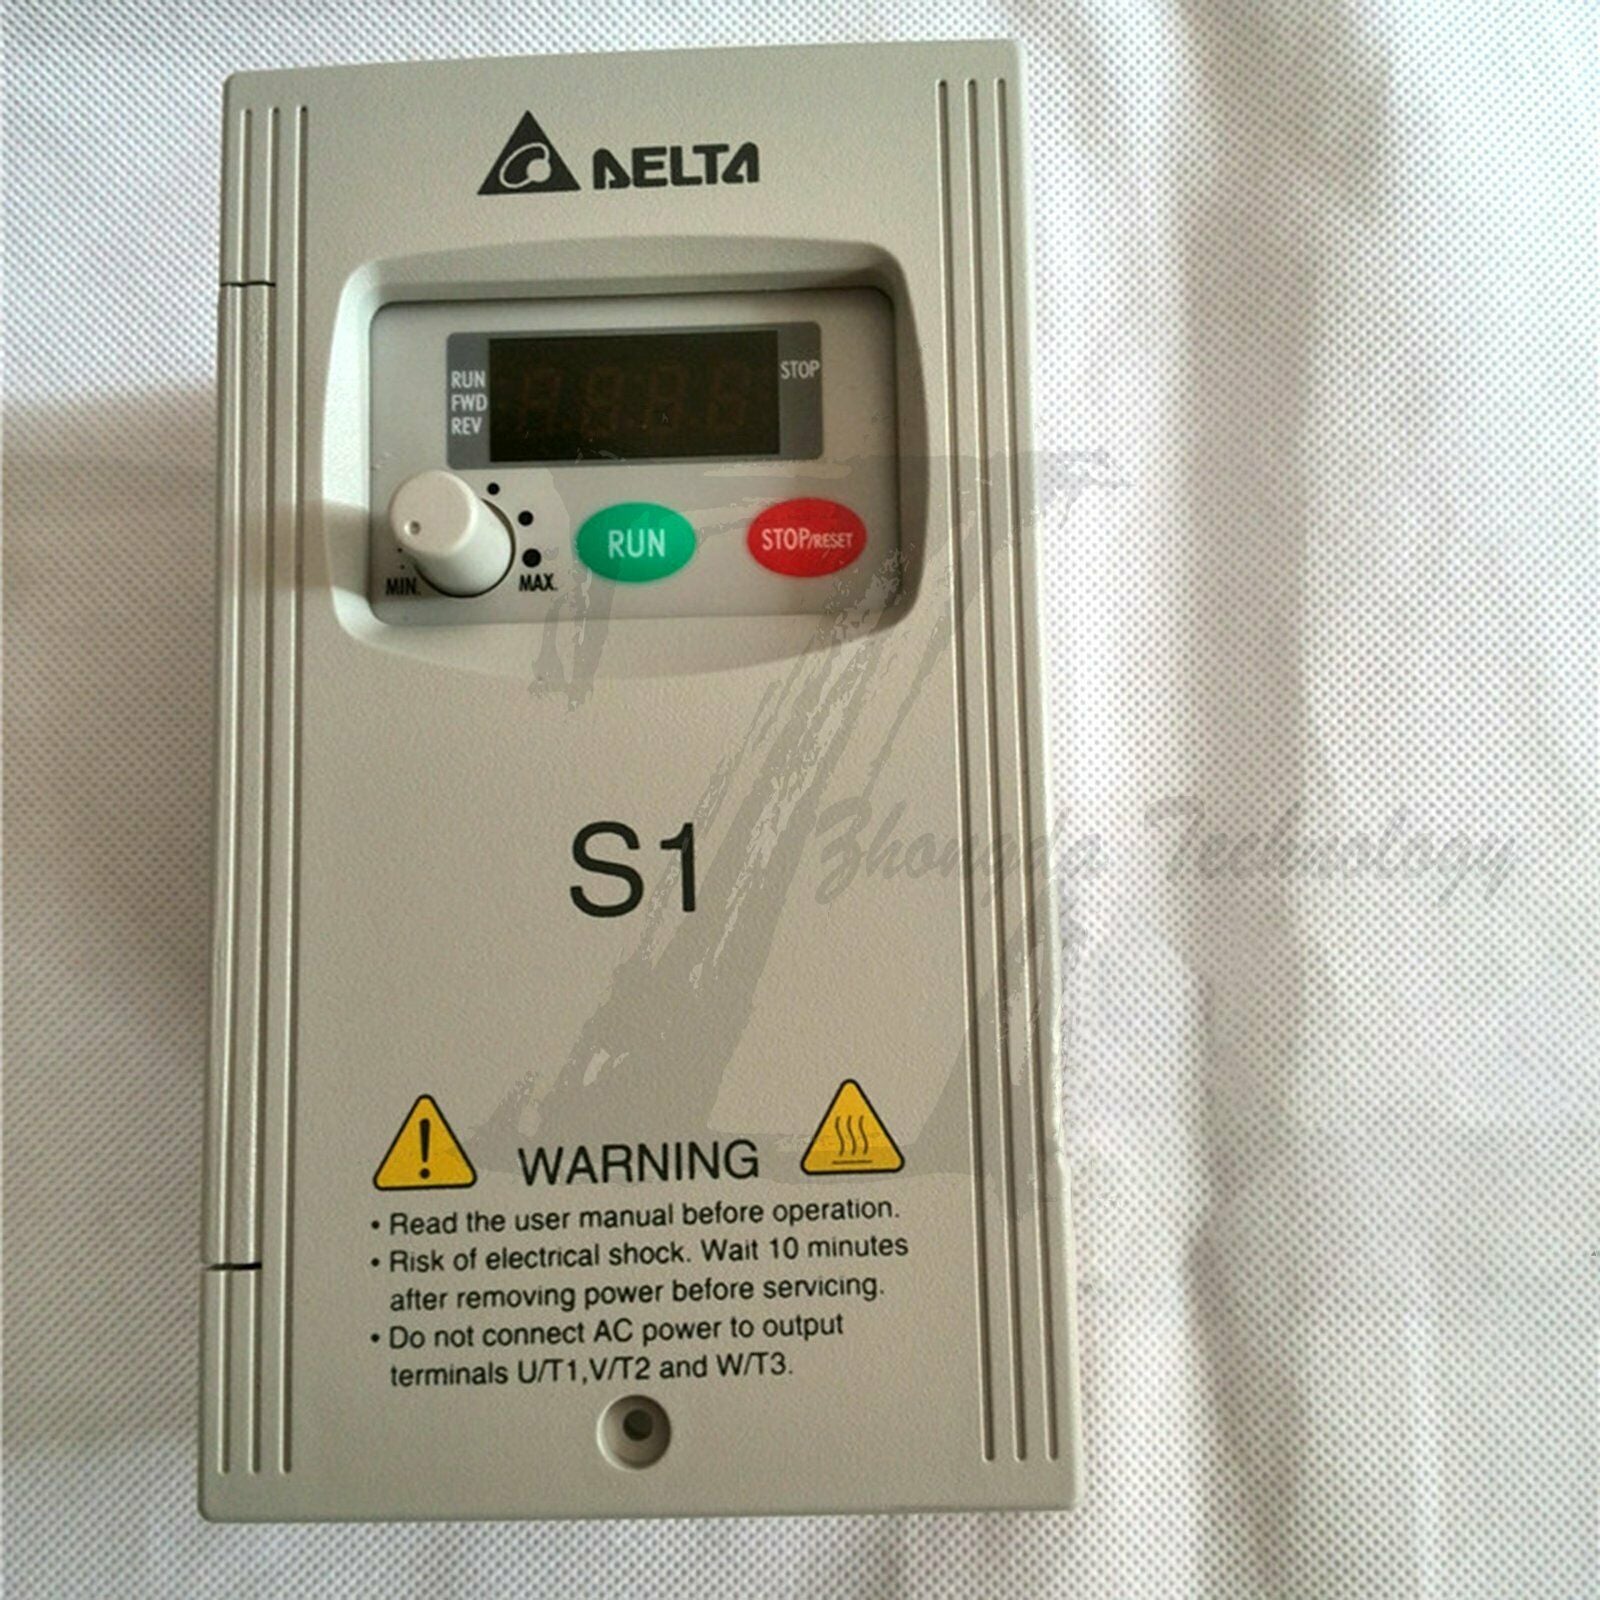 DELTA
RUN
FWD
REV
STOP
MIN.
MAX.
RUN
STOP/RESET
S1
Zhongda Technology
WARNING
• Read the user manual before operation.
• Risk of electrical shock. Wait 10 minutes
after removing power before servicing.
• Do not connect AC power to output
terminals U/T1,V/T2 and W/T3.